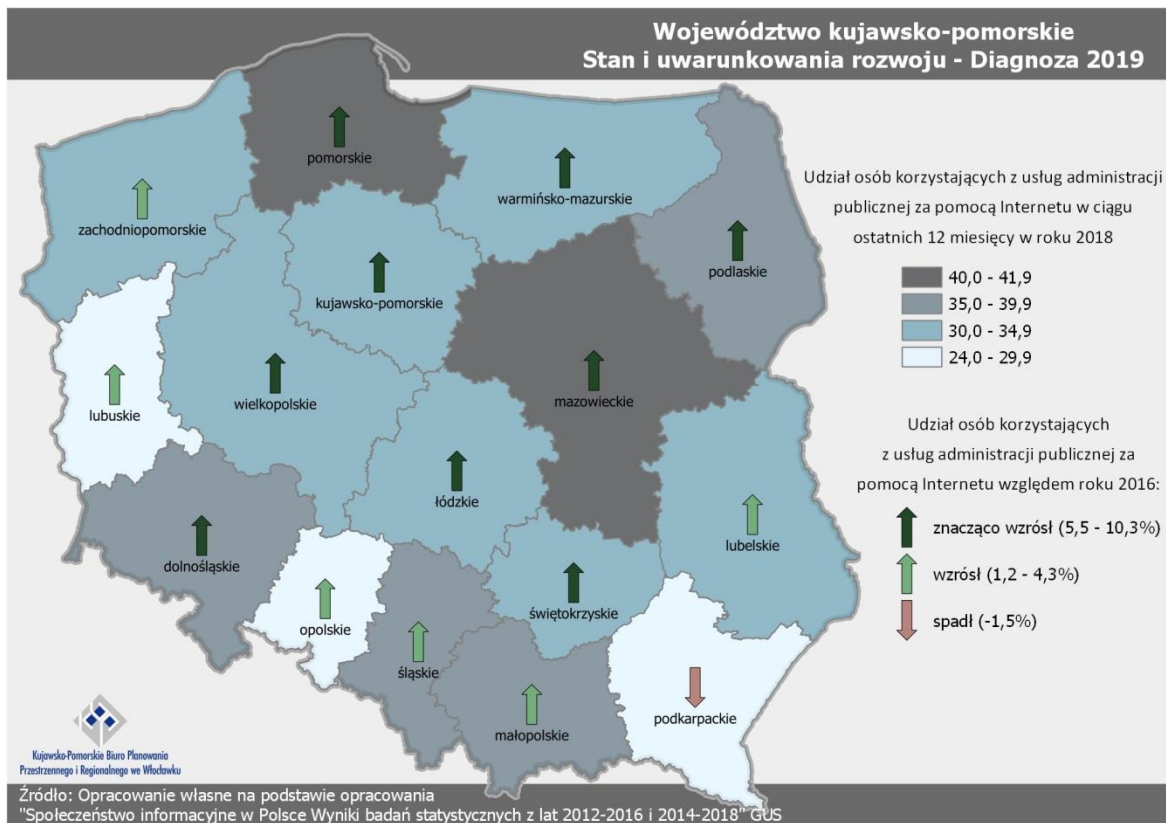 Województwo kujawsko-pomorskie
Stan i uwarunkowania rozwoju - Diagnoza 2019
pomorskie
warmińsko-mazurskie
zachodniopomorskie
podlaskie
kujawsko-pomorskie
lubuskie
wielkopolskie
mazowieckie
łódzkie
lubelskie
dolnośląskie
opolskie
świętokrzyskie
śląskie
małopolskie
podkarpackie
Udział osób korzystających z usług administracji
publicznej za pomocą Internetu w ciągu
ostatnich 12 miesięcy w roku 2018
40,0 - 41,9
35,0 - 39,9
30,0 - 34,9
24,0 - 29,9
Udział osób korzystających
z usług administracji publicznej za
pomocą Internetu względem roku 2016:
znacząco wzrósł (5,5 - 10,3%)
wzrósł (1,2 - 4,3%)
spadł (-1,5%)
Kujawsko-Pomorskie Biuro Planowania
Przestrzennego i Regionalnego we Włocławku
Źródło: Opracowanie własne na podstawie opracowania
"Społeczeństwo informacyjne w Polsce Wyniki badań statystycznych z lat 2012-2016 i 2014-2018" GUS